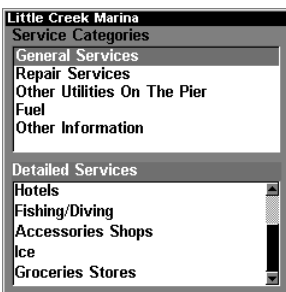 Little Creek Marina
Service Categories
General Services
Repair Services
Other Utilities On The Pier
Fuel
Other Information
Detailed Services
Hotels
Fishing/Diving
Accessories Shops
Ice
Groceries Stores